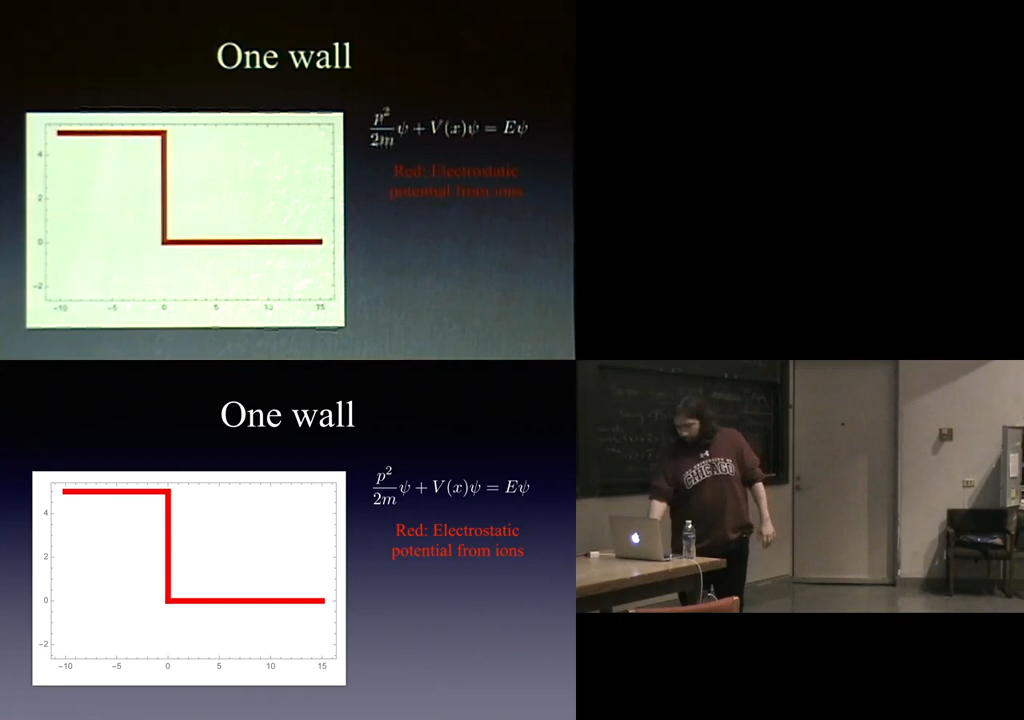 One wall
p²/2m ψ + V(x)ψ = Eψ
Red: Electrostatic
potential from ions
4
2
0
−2
−10 −5 0 5 10 15
One wall
p²/2m ψ + V(x)ψ = Eψ
Red: Electrostatic
potential from ions
4
2
0
−2
−10 −5 0 5 10 15
CHICAGO